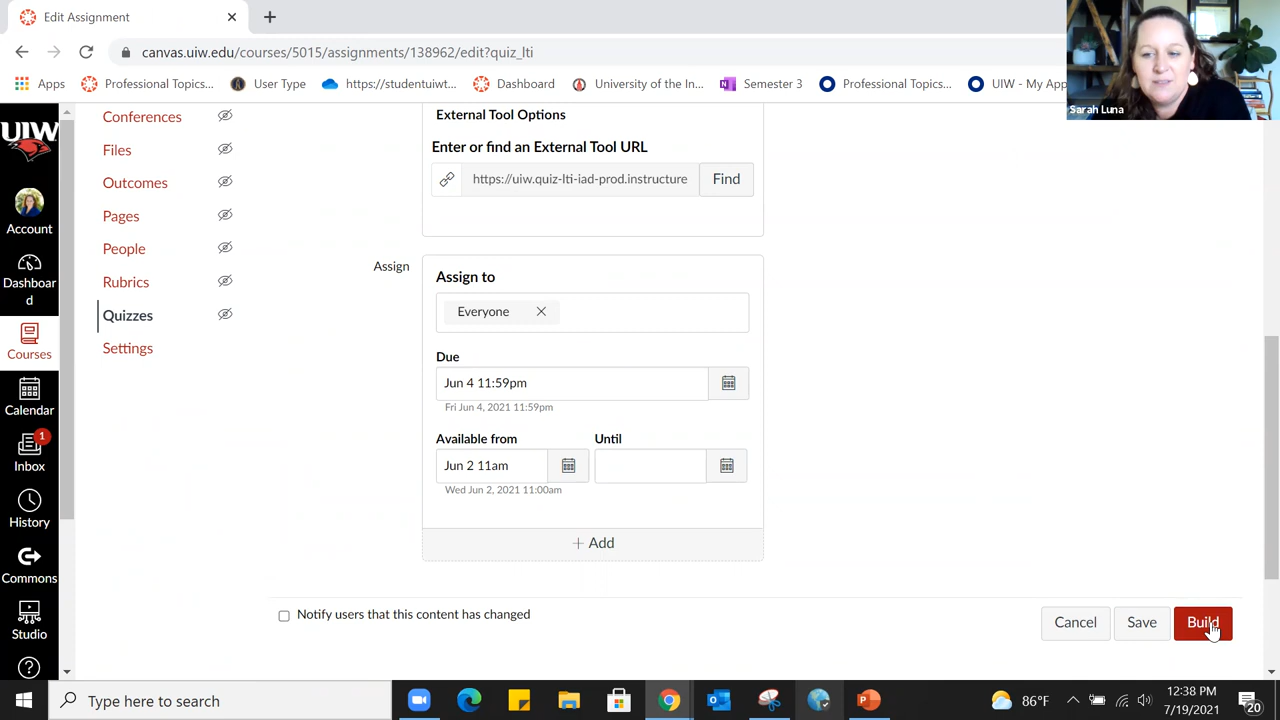 Edit Assignment
canvas.uiw.edu/courses/5015/assignments/138962/edit?quiz_lti
Apps
Professional Topics...
User Type
https://studentuiwt...
Dashbo
University of the In...
Semester 3
Professional Topics...
UIW - My App
Sarah Luna
UIW
Account
Dashboar
d
Courses
Calendar
1
Inbox
History
Commons
Studio
Conferences
Files
Outcomes
Pages
People
Rubrics
Quizzes
Settings
External Tool Options
Enter or find an External Tool URL
https://uiw.quiz-lti-iad-prod.instructure
Find
Assign
Assign to
Everyone
Due
Jun 4 11:59pm
Fri Jun 4, 2021 11:59pm
Available from
Until
Jun 2 11am
Wed Jun 2, 2021 11:00am
+ Add
Notify users that this content has changed
Cancel
Save
Build
Type here to search
86°F
12:38 PM
7/19/2021
20